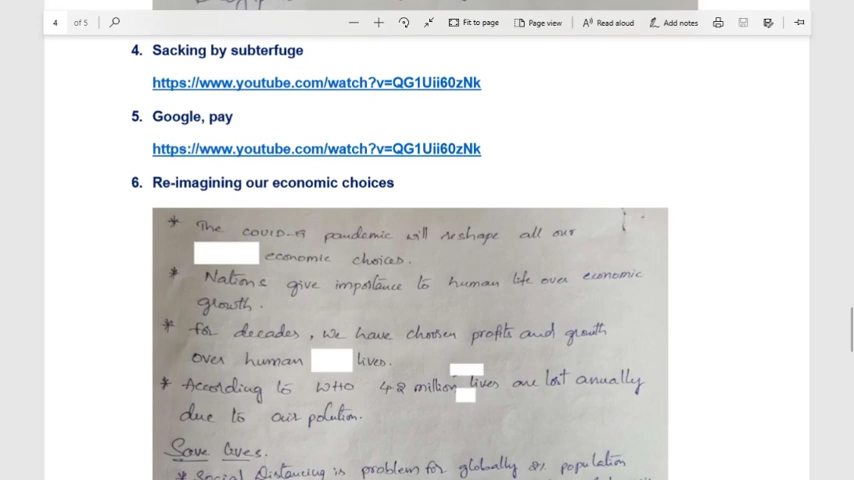 4 of 5 Fit to page Page view Read aloud Add notes
4. Sacking by subterfuge
https://www.youtube.com/watch?v=QG1Uii60zNk
5. Google, pay
https://www.youtube.com/watch?v=QG1Uii60zNk
6. Re-imagining our economic choices
* The COVID-19 pandemic will reshape all our
economic choices.
* Nations give importance to human life over economic
growth.
* for decades, we have choosen profits and growth
over human lives.
* According to WHO 4.2 million lives are lost anually
due to air polution.
Save lives.
* Social Distancing is problem for globally population